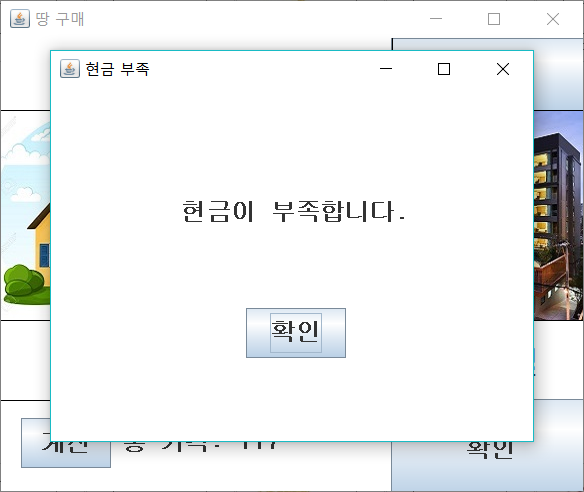 땅 구매
현금 부족
현금이 부족합니다.
확인
계산
확인